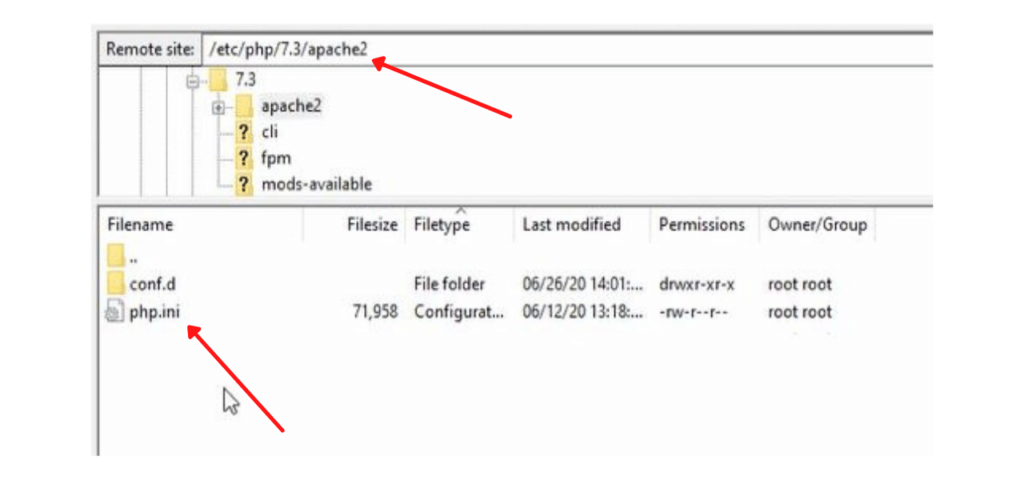 Remote site: /etc/php/7.3/apache2
7.3
apache2
? cli
? fpm
? mods-available
Filename Filesize Filetype Last modified Permissions Owner/Group
..
conf.d File folder 06/26/20 14:01:... drwxr-xr-x root root
php.ini 71,958 Configurat... 06/12/20 13:18:... -rw-r--r-- root root